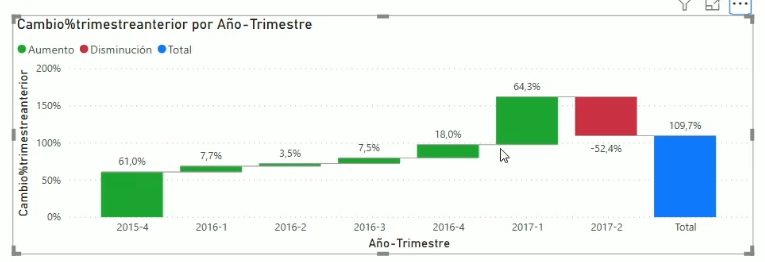 Cambio%trimestreanterior por Año-Trimestre
Aumento Disminución Total
Cambio%trimestreanterior
200%
150%
100%
50%
0%
61,0%
7,7%
3,5%
7,5%
18,0%
64,3%
-52,4%
109,7%
2015-4 2016-1 2016-2 2016-3 2016-4 2017-1 2017-2 Total
Año-Trimestre